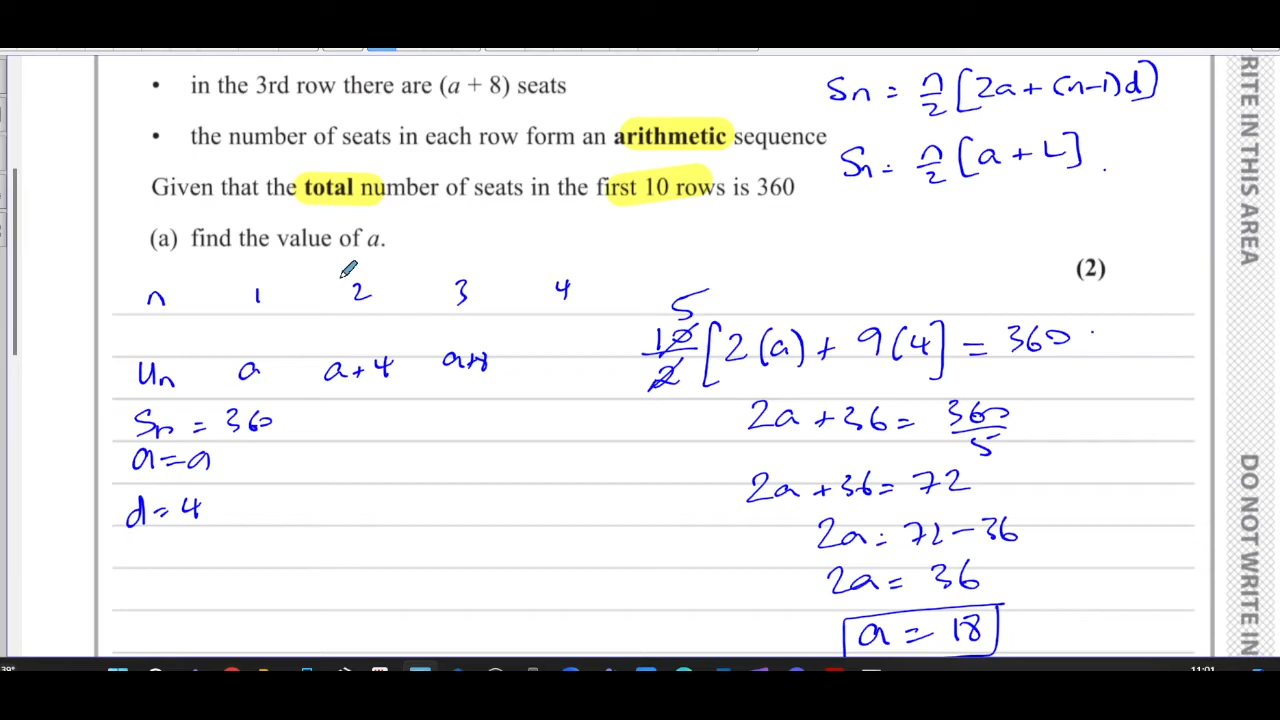 • in the 3rd row there are (a + 8) seats
Sn = n/2 [2a + (n-1)d]
• the number of seats in each row form an arithmetic sequence
Sn = n/2 [a + L]
Given that the total number of seats in the first 10 rows is 360
(a) find the value of a.
(2)
n 1 2 3 4
5
10/2 [2(a) + 9(4] = 360
Un a a+4 a+8
Sn = 360
2a + 36 = 360/5
a = a
2a + 36 = 72
d = 4
2a = 72 - 36
2a = 36
a = 18
RITE IN THIS AREA
DO NOT WRITE IN
39°
11:01